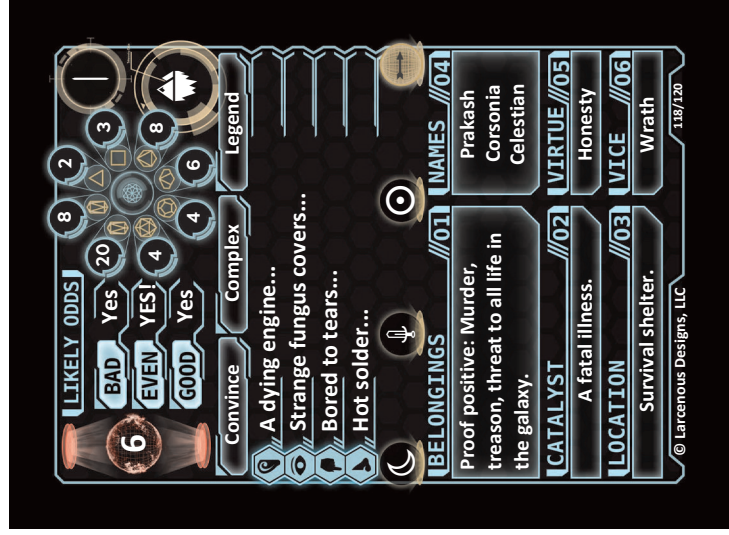 LIKELY ODDS
8
2
BAD
Yes
20
3
6
EVEN
YES!
4
8
GOOD
Yes
4
6
Convince
Complex
Legend
A dying engine...
Strange fungus covers...
Bored to tears...
Hot solder...
BELONGINGS //01
Proof positive: Murder,
treason, threat to all life in
the galaxy.
CATALYST //02
A fatal illness.
LOCATION //03
Survival shelter.
NAMES //04
Prakash
Corsonia
Celestian
VIRTUE //05
Honesty
VICE //06
Wrath
© Larcenous Designs, LLC
118/120